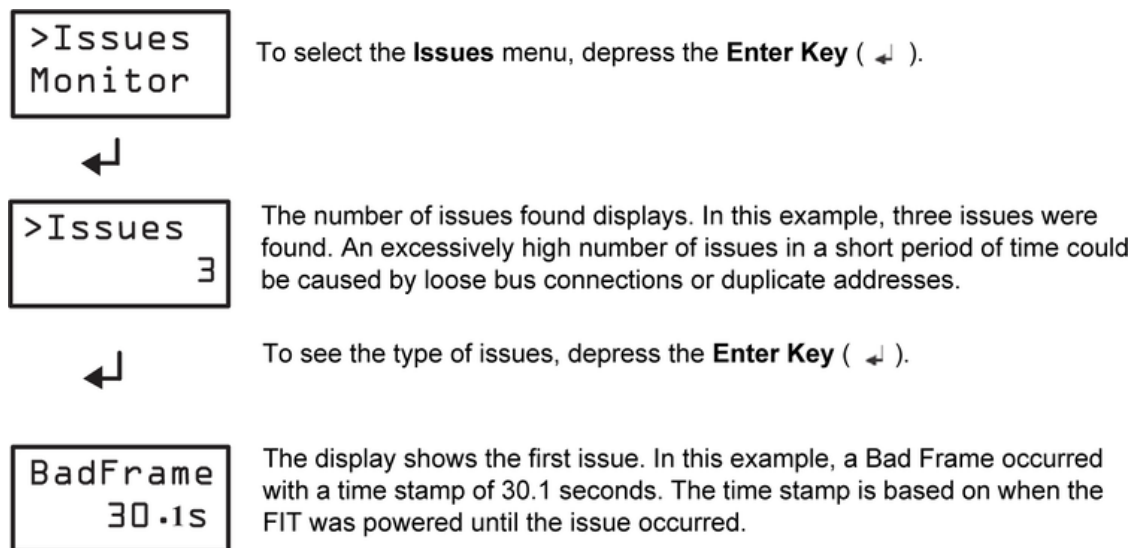 >Issues
Monitor
To select the Issues menu, depress the Enter Key ( ↵ ).
↵
>Issues
3
The number of issues found displays. In this example, three issues were
found. An excessively high number of issues in a short period of time could
be caused by loose bus connections or duplicate addresses.
↵
To see the type of issues, depress the Enter Key ( ↵ ).
BadFrame
30.1s
The display shows the first issue. In this example, a Bad Frame occurred
with a time stamp of 30.1 seconds. The time stamp is based on when the
FIT was powered until the issue occurred.